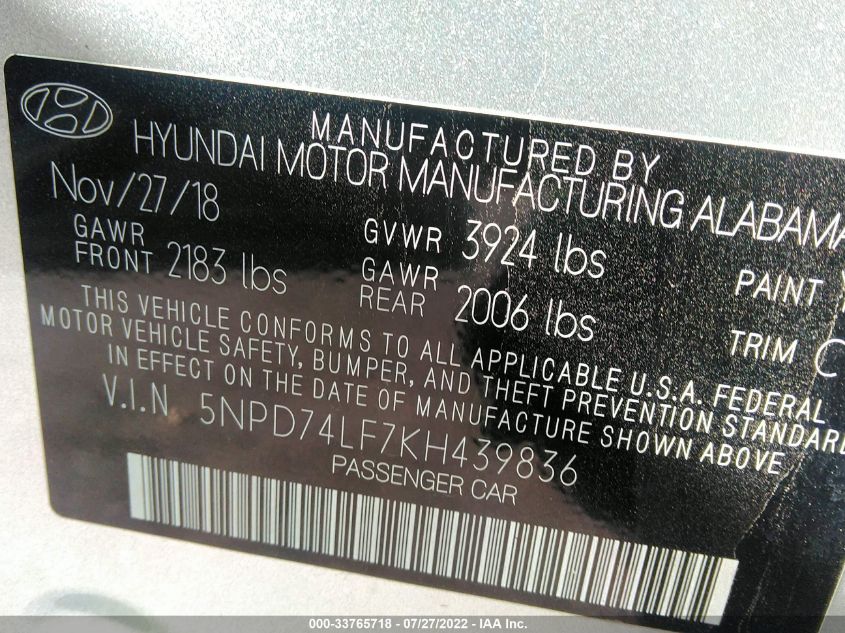 MANUFACTURED BY
HYUNDAI MOTOR MANUFACTURING ALABAMA
Nov/27/18
GVWR 3924 lbs
GAWR FRONT 2183 lbs
GAWR REAR 2006 lbs
PAINT
TRIM C
THIS VEHICLE CONFORMS TO ALL APPLICABLE U.S.A. FEDERAL
MOTOR VEHICLE SAFETY, BUMPER, AND THEFT PREVENTION
IN EFFECT ON THE DATE OF MANUFACTURE SHOWN ABOVE
V.I.N 5NPD74LF7KH439836
PASSENGER CAR
000-33765718 - 07/27/2022 - IAA Inc.